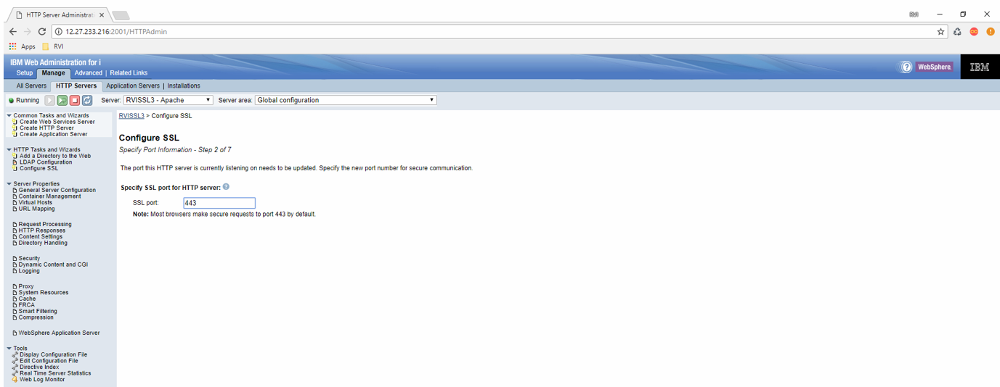 HTTP Server Administrati
RVI
12.27.233.216:2001/HTTPAdmin
Apps RVI
IBM Web Administration for i
Setup Manage Advanced | Related Links
WebSphere. IBM
All Servers HTTP Servers Application Servers | Installations
Running Server: RVISSL3 - Apache Server area: Global configuration
Common Tasks and Wizards
Create Web Services Server
Create HTTP Server
Create Application Server
HTTP Tasks and Wizards
Add a Directory to the Web
LDAP Configuration
Configure SSL
Server Properties
General Server Configuration
Container Management
Virtual Hosts
URL Mapping
Request Processing
HTTP Responses
Content Settings
Directory Handling
Security
Dynamic Content and CGI
Logging
Proxy
System Resources
Cache
FRCA
Smart Filtering
Compression
WebSphere Application Server
Tools
Display Configuration File
Edit Configuration File
Directive Index
Real Time Server Statistics
Web Log Monitor
RVISSL3 > Configure SSL
Configure SSL
Specify Port Information - Step 2 of 7
The port this HTTP server is currently listening on needs to be updated. Specify the new port number for secure communication.
Specify SSL port for HTTP server: ?
SSL port: 443
Note: Most browsers make secure requests to port 443 by default.